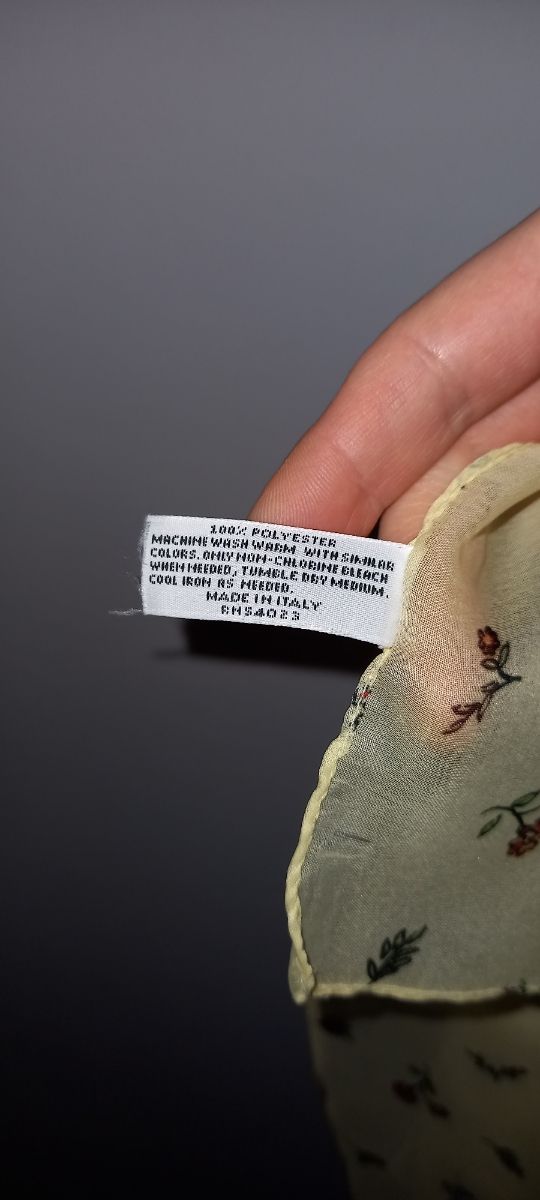 100% POLYESTER
MACHINE WASH WARM WITH SIMILAR
COLORS. ONLY NON-CHLORINE BLEACH
WHEN NEEDED, TUMBLE DRY MEDIUM.
COOL IRON AS NEEDED.
MADE IN ITALY
RN54023